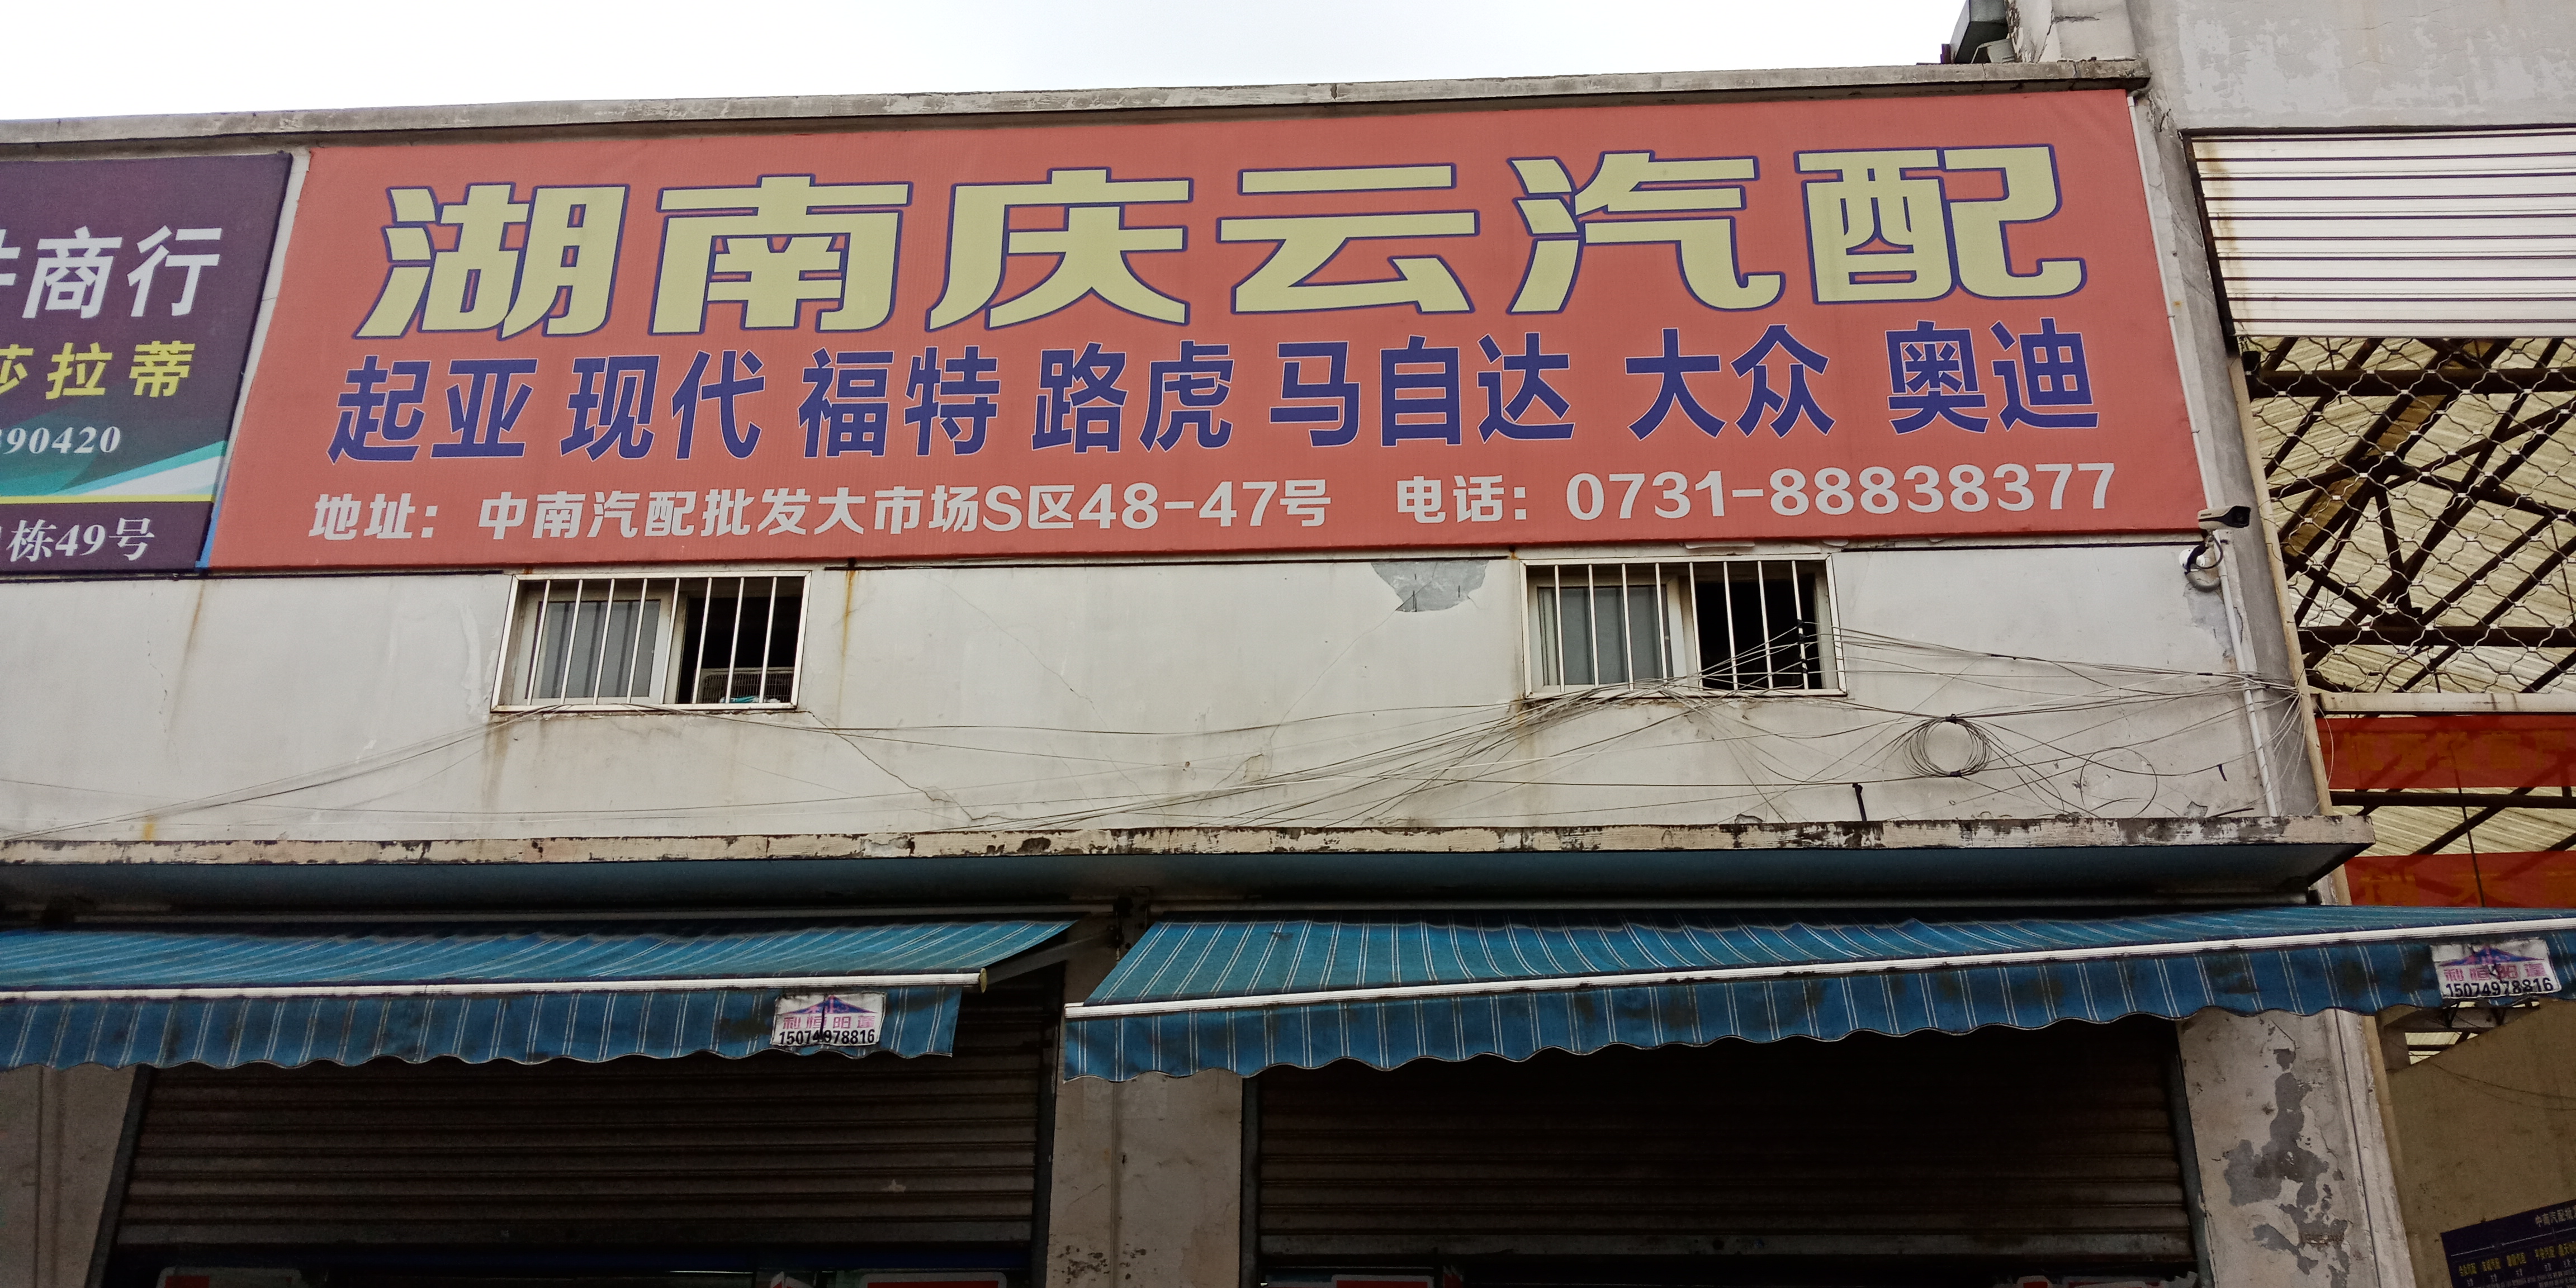 湖南庆云汽配
起亚 现代 福特 路虎 马自达 大众 奥迪
地址：中南汽配批发大市场S区48-47号 电话：0731-88838377
商行
莎拉蒂
90420
栋49号
15074978816
15074978816